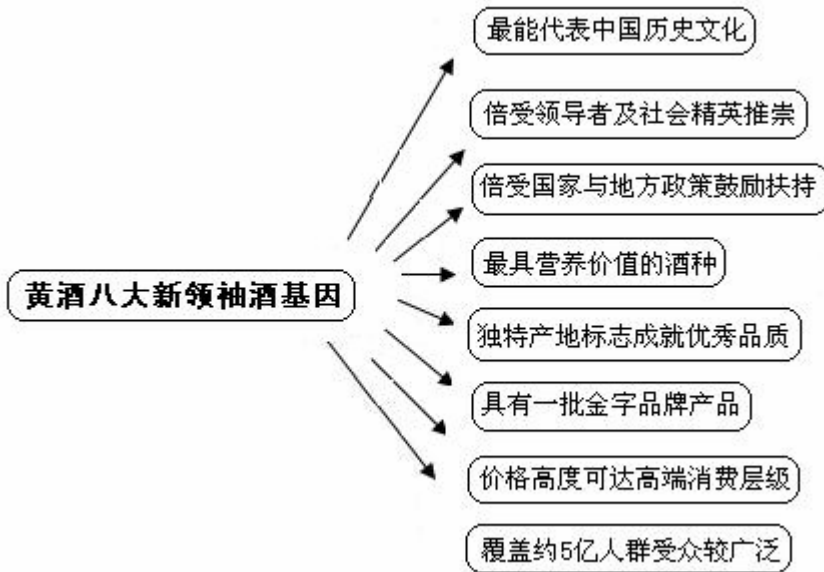 最能代表中国历史文化
倍受领导者及社会精英推崇
倍受国家与地方政策鼓励扶持
最具营养价值的酒种
黄酒八大新领袖酒基因
独特产地标志成就优秀品质
具有一批金字品牌产品
价格高度可达高端消费层级
覆盖约5亿人群受众较广泛